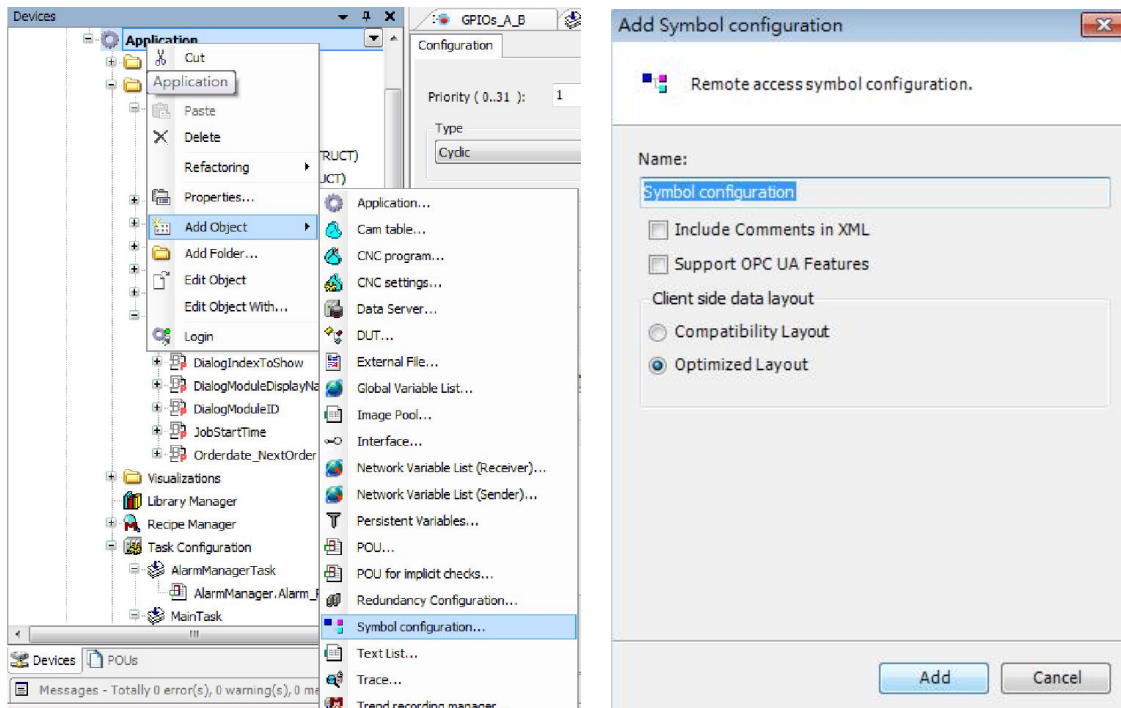 Devices
Application
Cut
Application
Paste
Delete
RUCT)
Refactoring
JCT)
Properties...
Add Object
Add Folder...
Edit Object
Edit Object With...
Login
DialogIndexToShow
DialogModuleDisplayNa
DialogModuleID
JobStartTime
Orderdate_NextOrder
Visualizations
Library Manager
Recipe Manager
Task Configuration
AlarmManagerTask
AlarmManager.Alarm_
MainTask
Devices
POUs
Messages - Totally 0 error(s), 0 warning(s), 0 me
GPIOs_A_B
Configuration
Priority ( 0..31 ):
1
Type
Cyclic
Application...
Cam table...
CNC program...
CNC settings...
Data Server...
DUT...
External File...
Global Variable List...
Image Pool...
Interface...
Network Variable List (Receiver)...
Network Variable List (Sender)...
Persistent Variables...
POU...
POU for implicit checks...
Redundancy Configuration...
Symbol configuration...
Text List...
Trace...
Trend recording manager...
Add Symbol configuration
Remote access symbol configuration.
Name:
Symbol configuration
Include Comments in XML
Support OPC UA Features
Client side data layout
Compatibility Layout
Optimized Layout
Add
Cancel